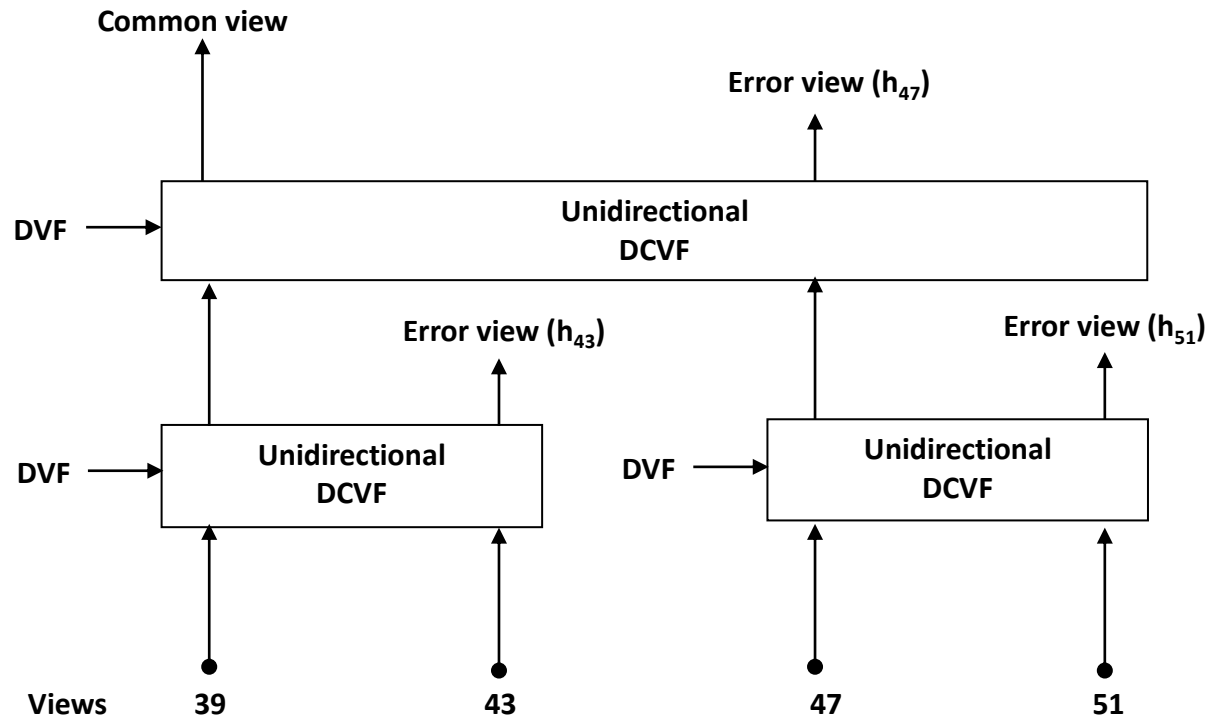 Common view
Error view (h₄₇)
Unidirectional
DCVF
DVF
Error view (h₄₃)
Error view (h₅₁)
Unidirectional
DCVF
DVF
Unidirectional
DCVF
DVF
Views 39 43 47 51